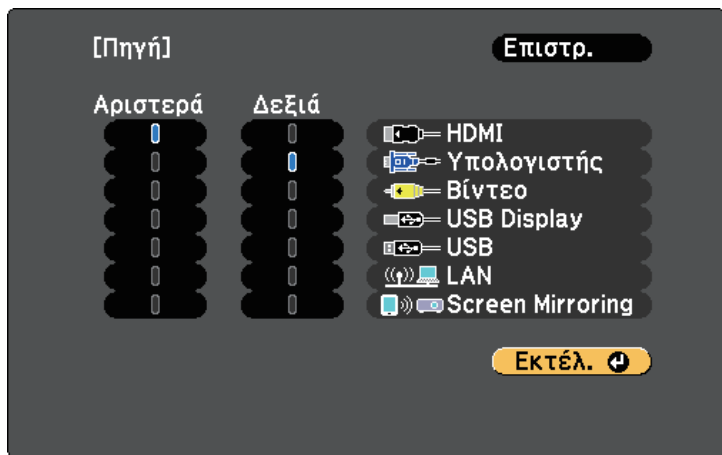 [Πηγή] Επιστρ.
Αριστερά Δεξιά
HDMI
Υπολογιστής
Βίντεο
USB Display
USB
LAN
Screen Mirroring
Εκτέλ.